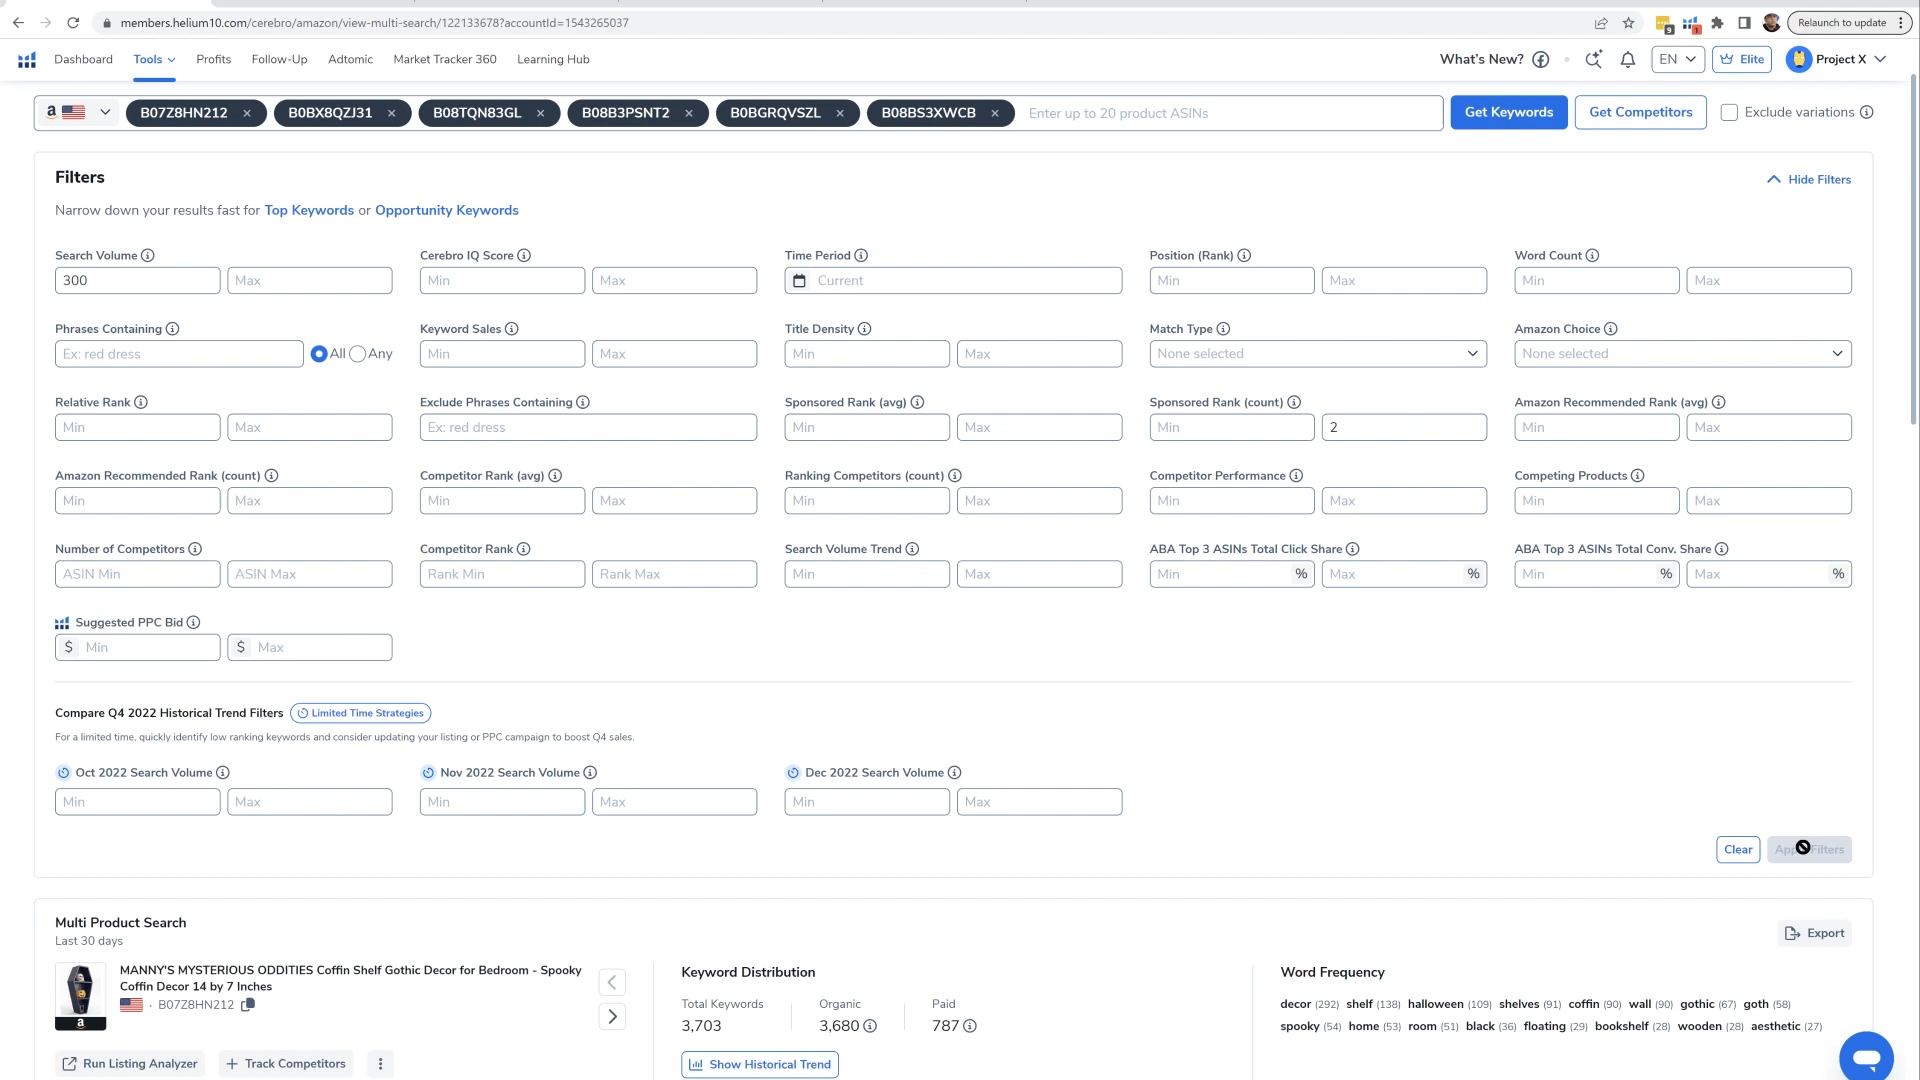 members.helium10.com/cerebro/amazon/view-multi-search/122133678?accountId=1543265037
9
1
Relaunch to update
Dashboard Tools Profits Follow-Up Adtomic Market Tracker 360 Learning Hub
What's New? EN Elite Project X
a B07Z8HN212 × B0BX8QZJ31 × B08TQN83GL × B08B3PSNT2 × B0BGRQVSZL × B08BS3XWCB × Enter up to 20 product ASINs Get Keywords Get Competitors Exclude variations
Filters
Hide Filters
Narrow down your results fast for Top Keywords or Opportunity Keywords
Search Volume Cerebro IQ Score Time Period Position (Rank) Word Count
300 Max Min Max Current Min Max Min Max
Phrases Containing Keyword Sales Title Density Match Type Amazon Choice
Ex: red dress All Any Min Max Min Max None selected None selected
Relative Rank Exclude Phrases Containing Sponsored Rank (avg) Sponsored Rank (count) Amazon Recommended Rank (avg)
Min Max Ex: red dress Min Max Min 2 Min Max
Amazon Recommended Rank (count) Competitor Rank (avg) Ranking Competitors (count) Competitor Performance Competing Products
Min Max Min Max Min Max Min Max Min Max
Number of Competitors Competitor Rank Search Volume Trend ABA Top 3 ASINs Total Click Share ABA Top 3 ASINs Total Conv. Share
ASIN Min ASIN Max Rank Min Rank Max Min Max Min % Max % Min % Max %
Suggested PPC Bid
$ Min $ Max
Compare Q4 2022 Historical Trend Filters Limited Time Strategies
For a limited time, quickly identify low ranking keywords and consider updating your listing or PPC campaign to boost Q4 sales.
Oct 2022 Search Volume Nov 2022 Search Volume Dec 2022 Search Volume
Min Max Min Max Min Max
Clear Filters
Multi Product Search
Export
Last 30 days
MANNY'S MYSTERIOUS ODDITIES Coffin Shelf Gothic Decor for Bedroom - Spooky
Coffin Decor 14 by 7 Inches
· B07Z8HN212
a
Keyword Distribution
Total Keywords Organic Paid
3,703 3,680 787
Word Frequency
decor (292) shelf (138) halloween (109) shelves (91) coffin (90) wall (90) gothic (67) goth (58)
spooky (54) home (53) room (51) black (36) floating (29) bookshelf (28) wooden (28) aesthetic (27)
Run Listing Analyzer + Track Competitors Show Historical Trend